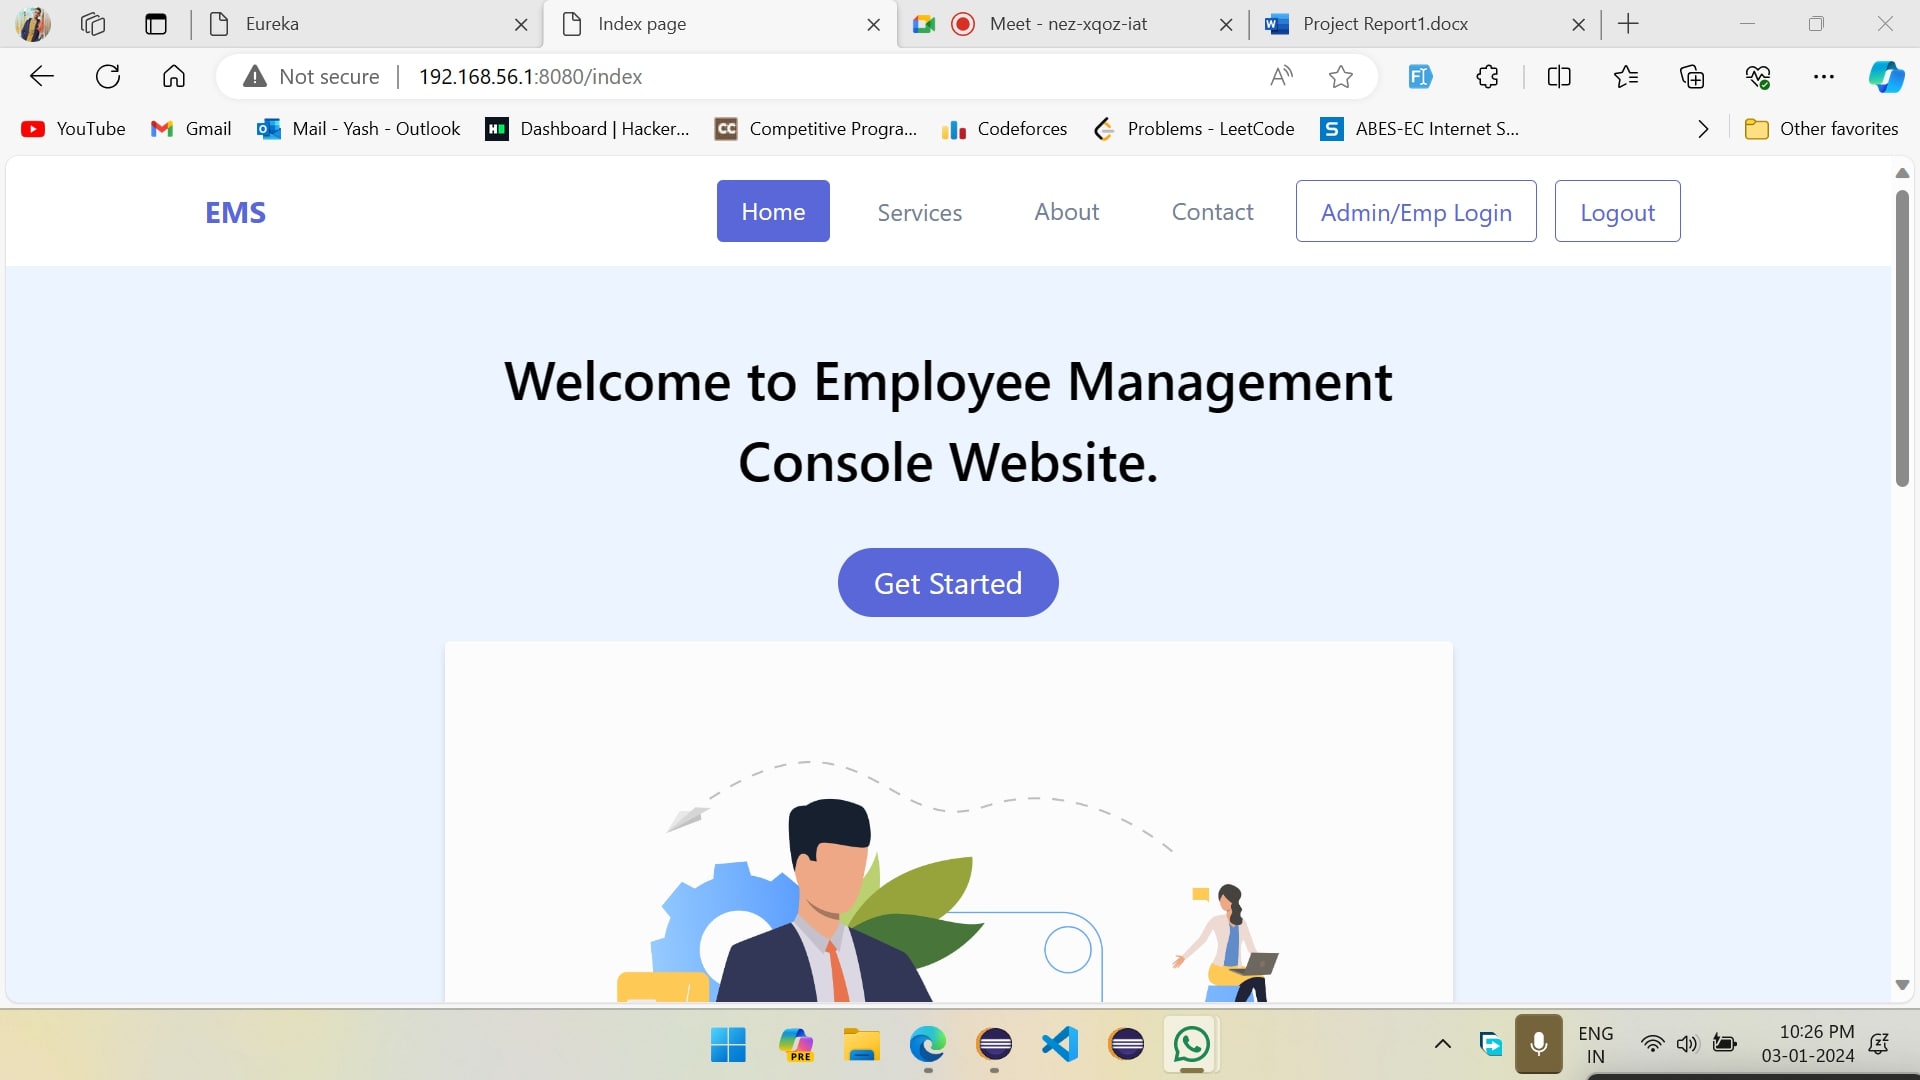 Eureka
Index page
Meet - nez-xqoz-iat
Project Report1.docx
Not secure
192.168.56.1:8080/index
YouTube
Gmail
Mail - Yash - Outlook
Dashboard | Hacker...
Competitive Progra...
Codeforces
Problems - LeetCode
ABES-EC Internet S...
Other favorites
EMS
Home
Services
About
Contact
Admin/Emp Login
Logout
Welcome to Employee Management
Console Website.
Get Started
PRE
ENG
IN
10:26 PM
03-01-2024